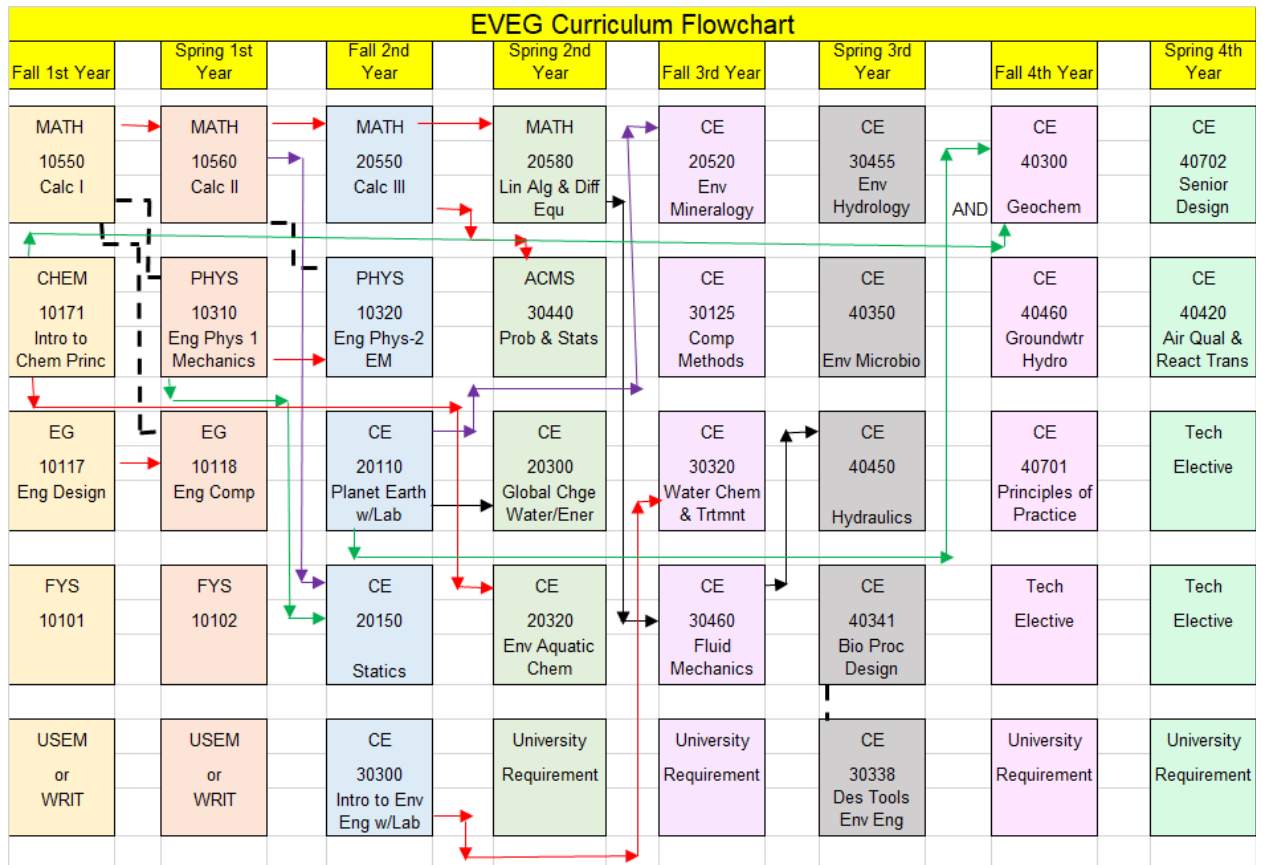 EVEG Curriculum Flowchart
Fall 1st Year
Spring 1st
Year
Fall 2nd
Year
Spring 2nd
Year
Fall 3rd Year
Spring 3rd
Year
Fall 4th Year
Spring 4th
Year
MATH
10550
Calc I
MATH
10560
Calc II
MATH
20550
Calc III
MATH
20580
Lin Alg & Diff
Equ
CE
20520
Env
Mineralogy
CE
30455
Env
Hydrology
AND
CE
40300
Geochem
CE
40702
Senior
Design
CHEM
10171
Intro to
Chem Princ
PHYS
10310
Eng Phys 1
Mechanics
PHYS
10320
Eng Phys-2
EM
ACMS
30440
Prob & Stats
CE
30125
Comp
Methods
CE
40350
Env Microbio
CE
40460
Groundwtr
Hydro
CE
40420
Air Qual &
React Trans
EG
10117
Eng Design
EG
10118
Eng Comp
CE
20110
Planet Earth
w/Lab
CE
20300
Global Chge
Water/Ener
CE
30320
Water Chem
& Trtmnt
CE
40450
Hydraulics
CE
40701
Principles of
Practice
Tech
Elective
FYS
10101
FYS
10102
CE
20150
Statics
CE
20320
Env Aquatic
Chem
CE
30460
Fluid
Mechanics
CE
40341
Bio Proc
Design
Tech
Elective
Tech
Elective
USEM
or
WRIT
USEM
or
WRIT
CE
30300
Intro to Env
Eng w/Lab
University
Requirement
University
Requirement
CE
30338
Des Tools
Env Eng
University
Requirement
University
Requirement